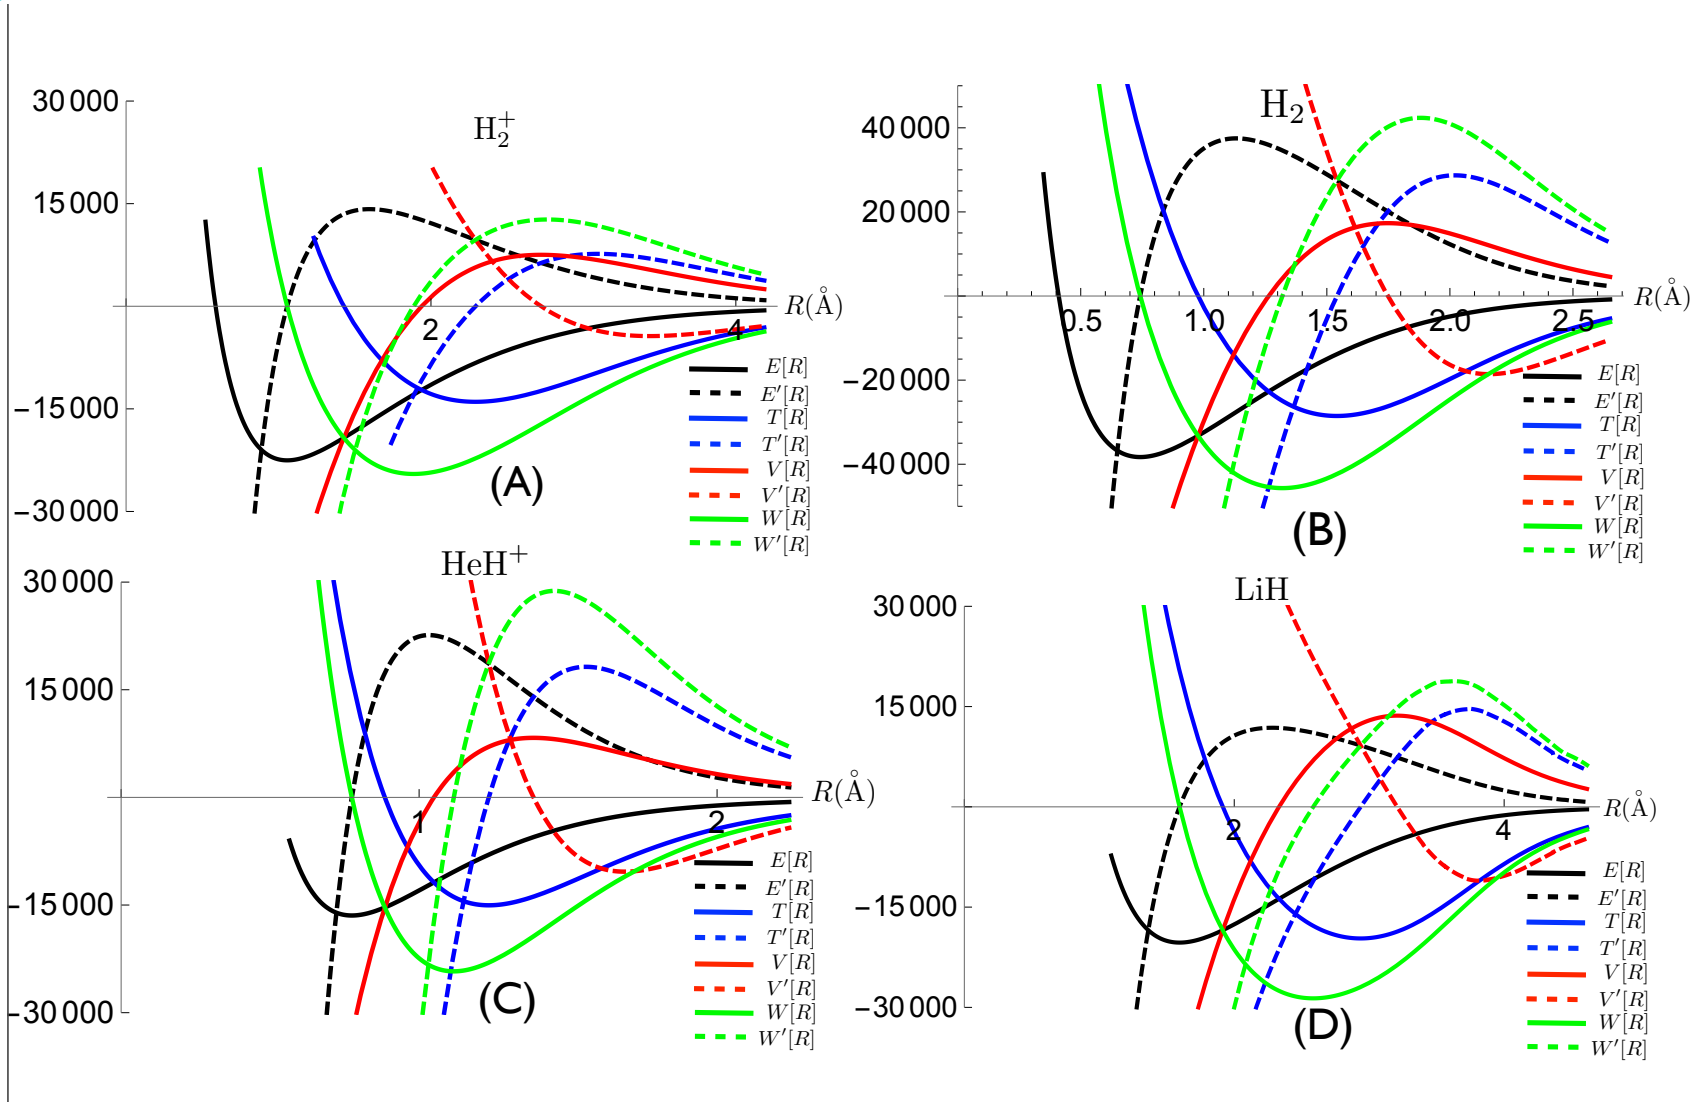 H₂⁺
30 000
15 000
−15 000
−30 000
2
4
R(Å)
E[R]
E′[R]
T[R]
T′[R]
V[R]
V′[R]
W[R]
W′[R]
(A)
H₂
40 000
20 000
−20 000
−40 000
0.5
1.0
1.5
2.0
2.5
R(Å)
E[R]
E′[R]
T[R]
T′[R]
V[R]
V′[R]
W[R]
W′[R]
(B)
HeH⁺
30 000
15 000
−15 000
−30 000
1
2
R(Å)
E[R]
E′[R]
T[R]
T′[R]
V[R]
V′[R]
W[R]
W′[R]
(C)
LiH
30 000
15 000
−15 000
−30 000
2
4
R(Å)
E[R]
E′[R]
T[R]
T′[R]
V[R]
V′[R]
W[R]
W′[R]
(D)